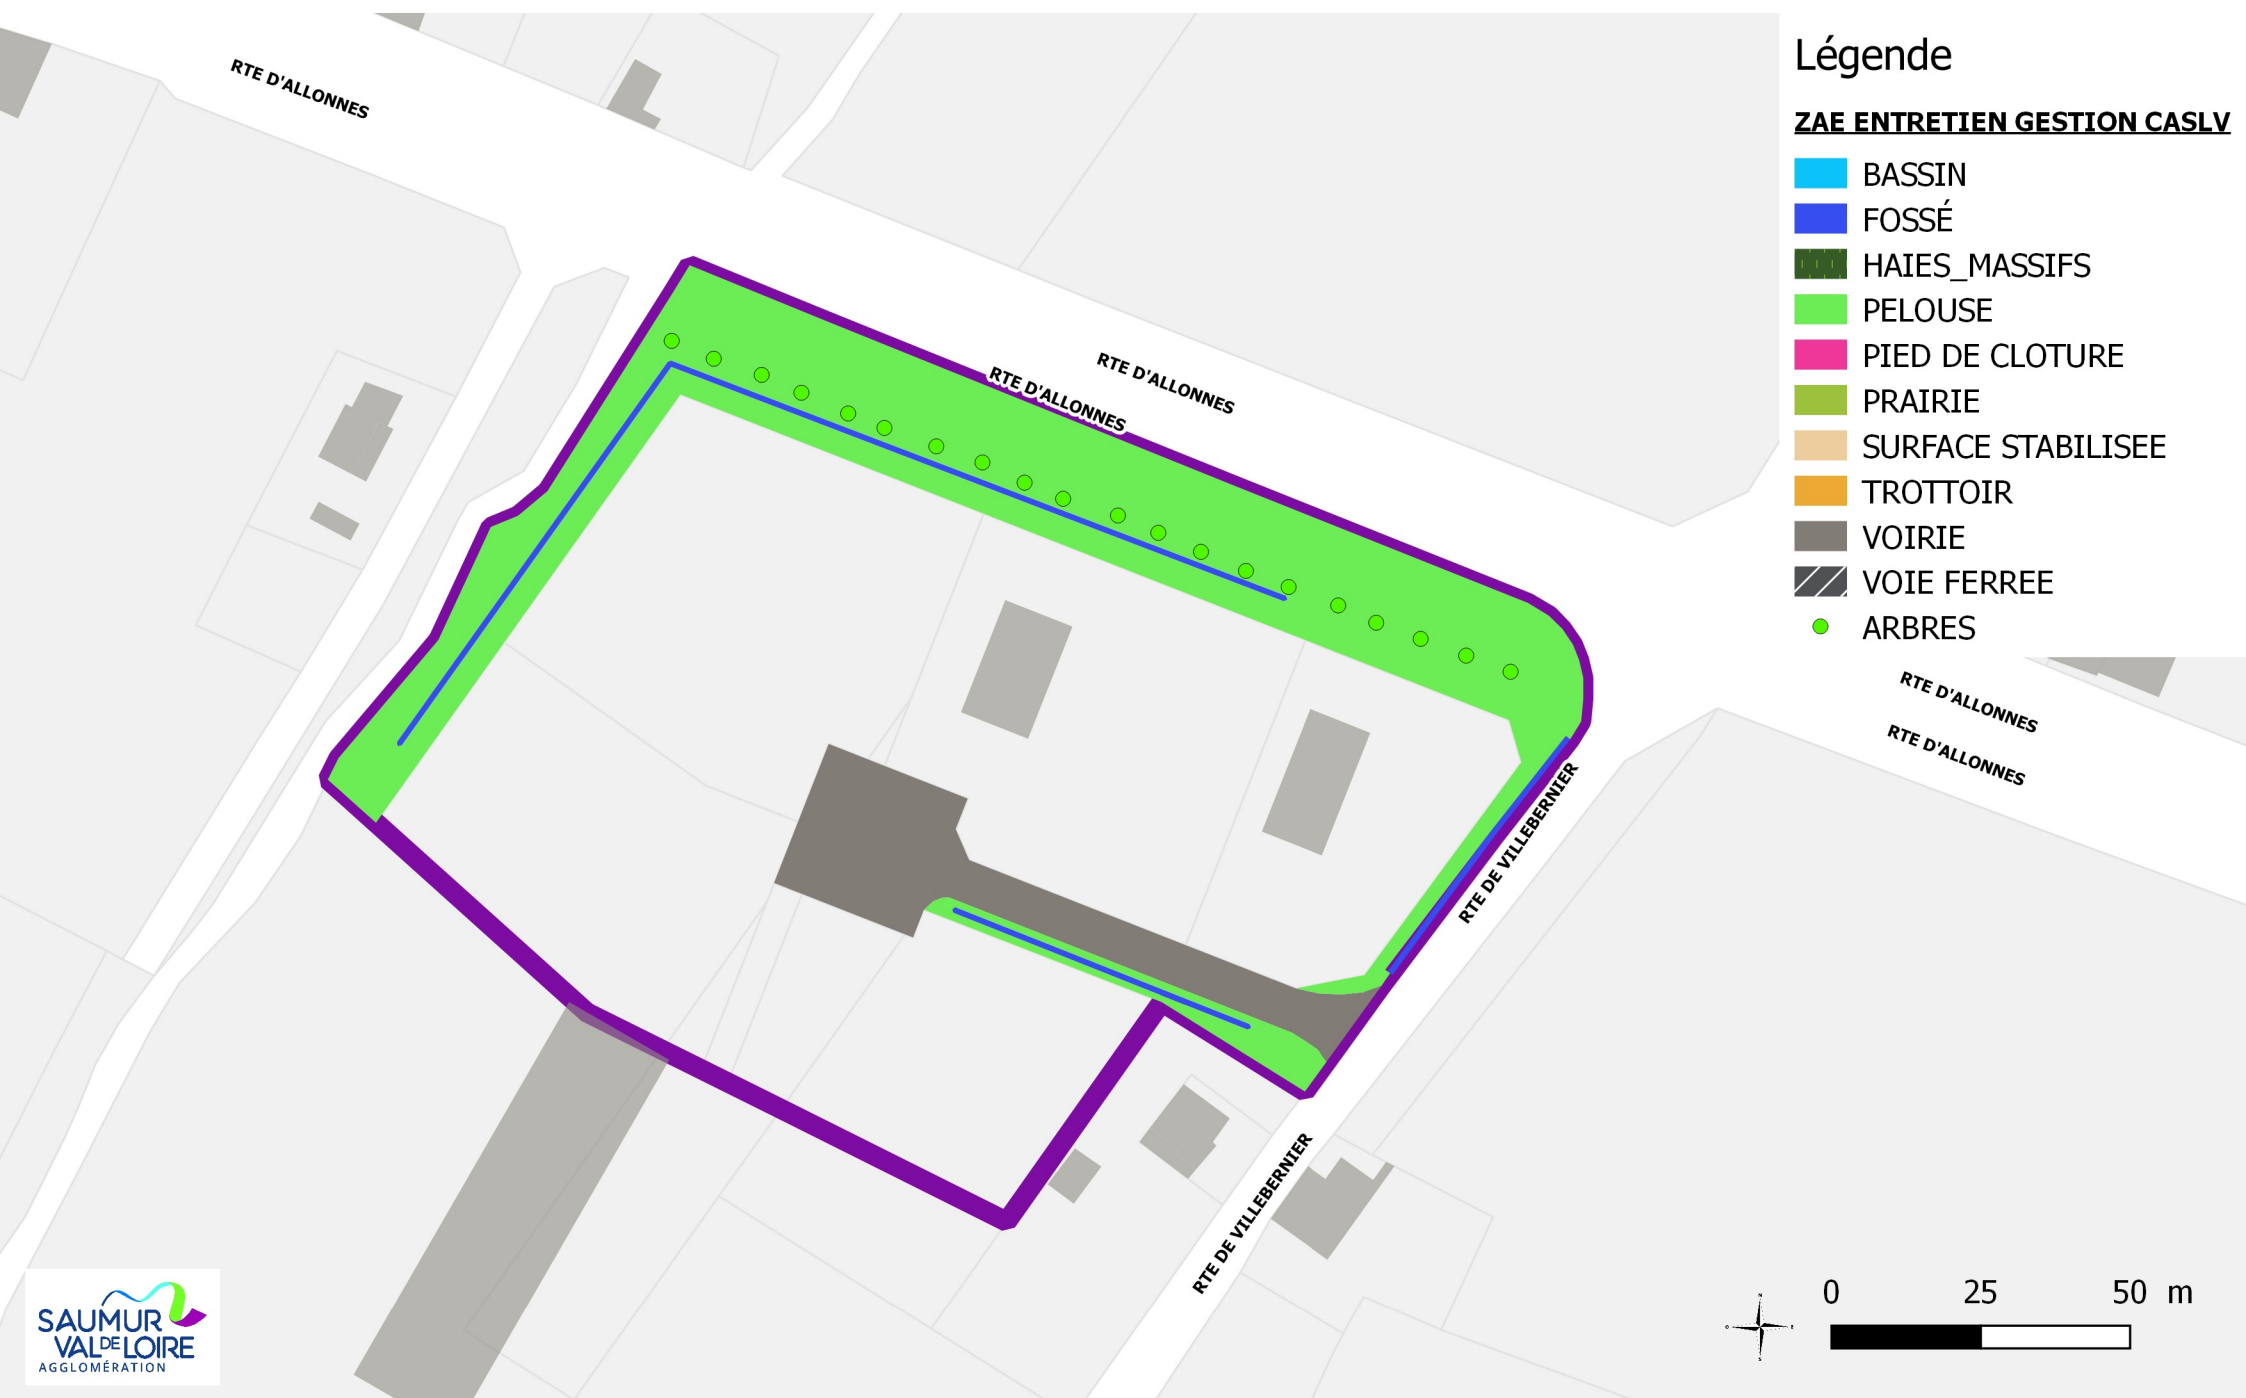 RTE D'ALLONNES
RTE D'ALLONNES
RTE D'ALLONNES
RTE D'ALLONNES
RTE D'ALLONNES
RTE DE VILLEBERNIER
RTE DE VILLEBERNIER
Légende
ZAE ENTRETIEN GESTION CASLV
BASSIN
FOSSÉ
HAIES_MASSIFS
PELOUSE
PIED DE CLOTURE
PRAIRIE
SURFACE STABILISEE
TROTTOIR
VOIRIE
VOIE FERREE
ARBRES
SAUMUR
VAL DE LOIRE
AGGLOMÉRATION
0 25 50 m
N
O E
S